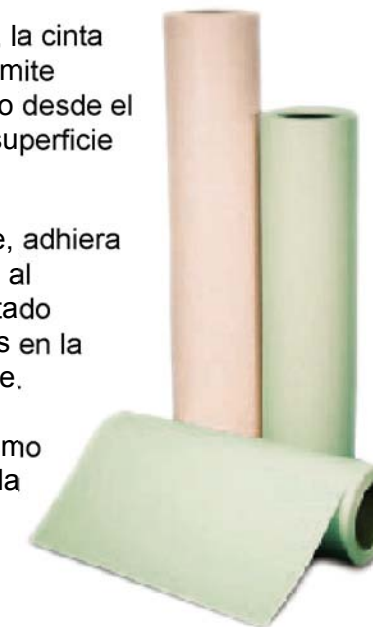 la cinta
mite
o desde el
superficie
e, adhiera
al
tado
s en la
e.
mo
la